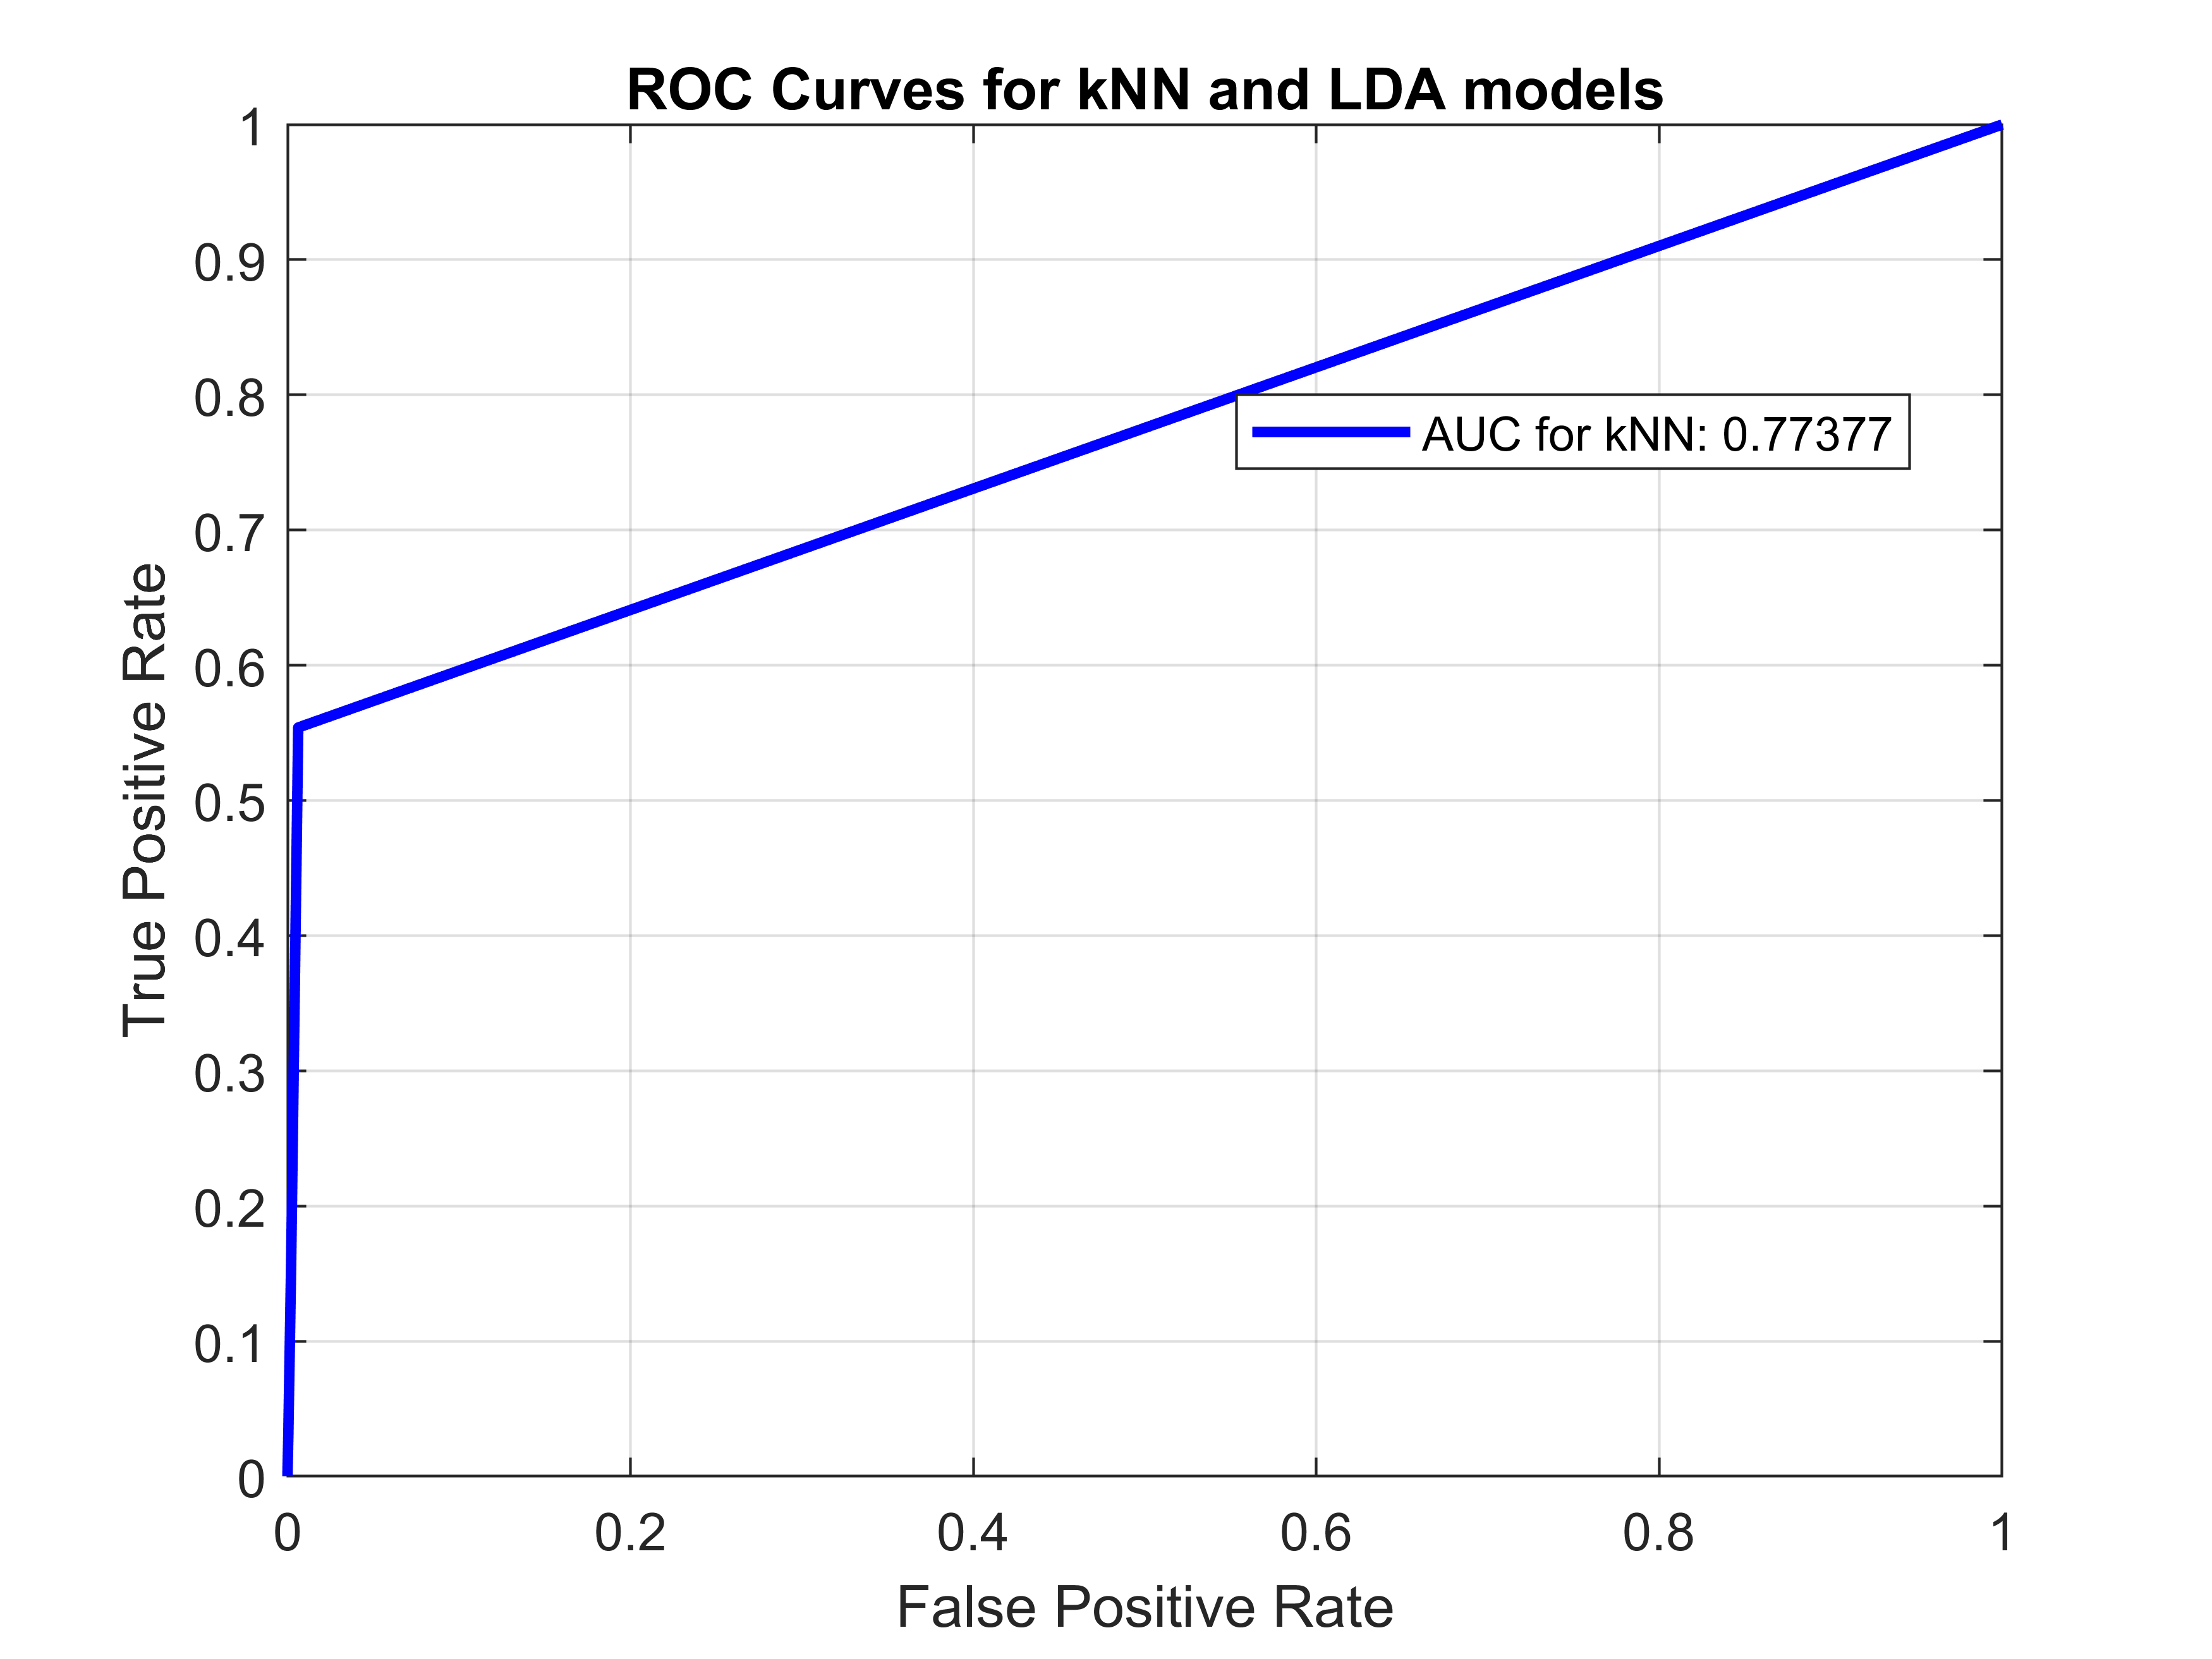 ROC Curves for kNN and LDA models
1
0.9
0.8
0.7
0.6
0.5
0.4
0.3
0.2
0.1
0
True Positive Rate
AUC for kNN: 0.77377
0 0.2 0.4 0.6 0.8 1
False Positive Rate